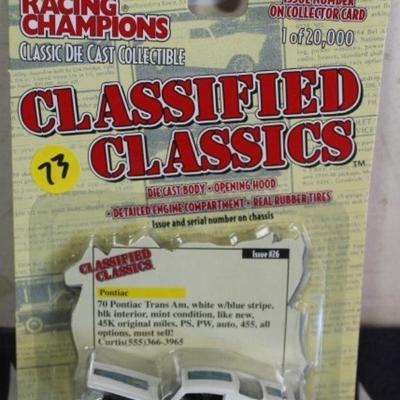 RACING
CHAMPIONS
CLASSIC DIE CAST COLLECTIBLE
ISSUE NUMBER
ON COLLECTOR CARD
1 of 20,000
CLASSIFIED
CLASSICS
TM
73
DIE-CAST BODY • OPENING HOOD
• DETAILED ENGINE COMPARTMENT • REAL RUBBER TIRES
Issue and serial number on chassis
CLASSIFIED
CLASSICS
Issue #26
Pontiac
70 Pontiac Trans Am, white w/blue stripe,
blk interior, mint condition, like new,
45K original miles, PS, PW, auto, 455, all
options, must sell!
Curtis(555)366-3965